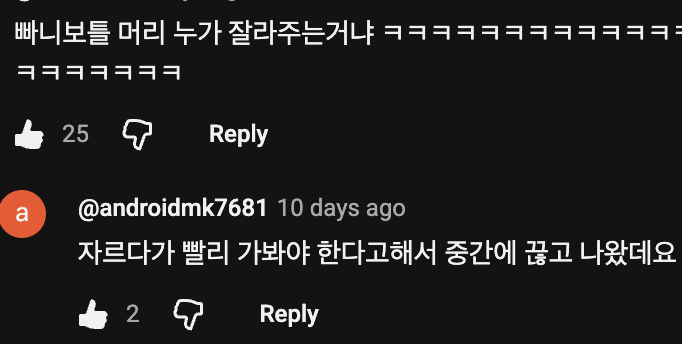 빠니보틀 머리 누가 잘라주는거냐 ㅋㅋㅋㅋㅋㅋㅋㅋㅋㅋㅋㅋㅋ
ㅋㅋㅋㅋㅋㅋㅋ
25 Reply
a @androidmk7681 10 days ago
자르다가 빨리 가봐야 한다고해서 중간에 끊고 나왔데요
2 Reply